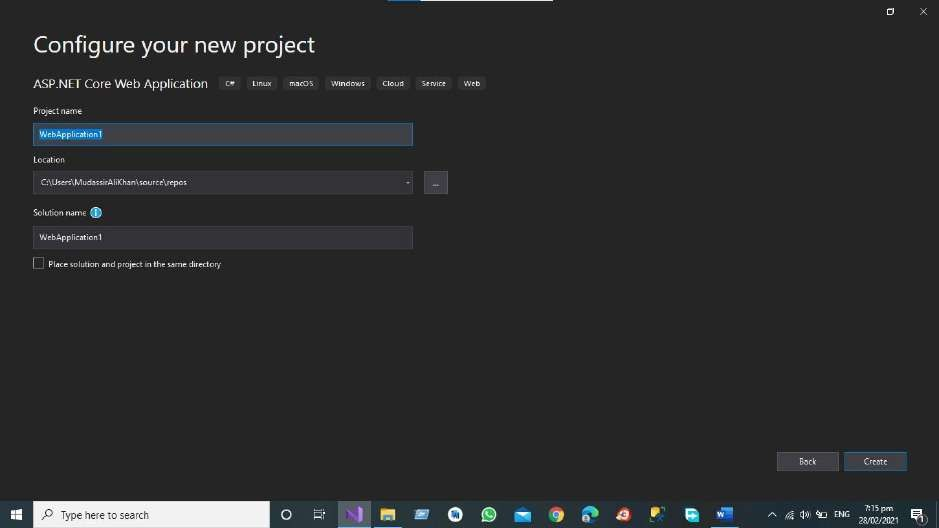 Configure your new project
ASP.NET Core Web Application C# Linux macOS Windows Cloud Service Web
Project name
WebApplication1
Location
C:\Users\MudassirAliKhan\source\repos
...
Solution name
WebApplication1
Place solution and project in the same directory
Back Create
Type here to search
ENG
7:15 pm
28/02/2021
1